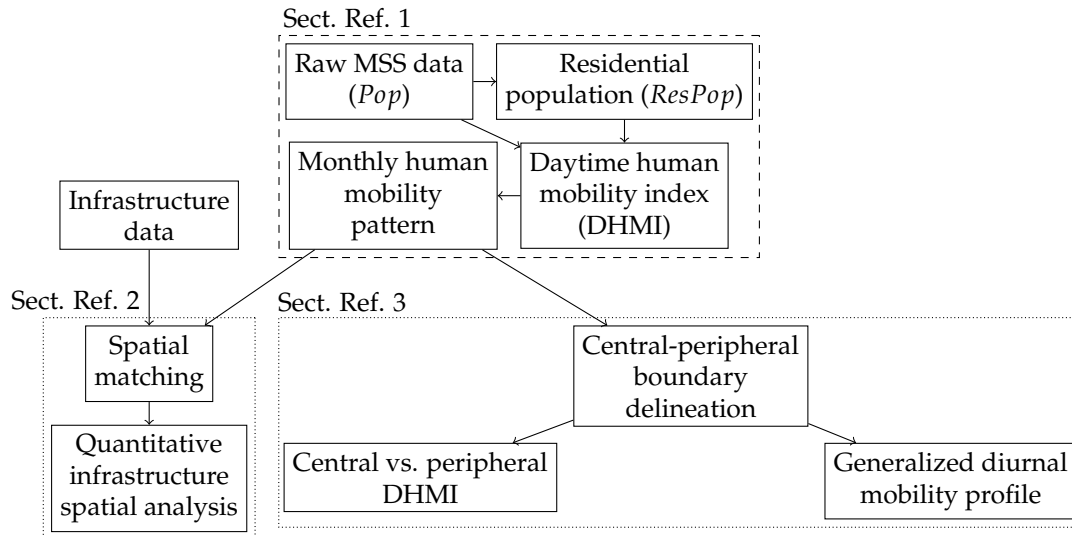 Sect. Ref. 1
Raw MSS data
(Pop)
Residential
population (ResPop)
Monthly human
mobility
pattern
Daytime human
mobility index
(DHMI)
Infrastructure
data
Sect. Ref. 2
Spatial
matching
Quantitative
infrastructure
spatial analysis
Sect. Ref. 3
Central-peripheral
boundary
delineation
Central vs. peripheral
DHMI
Generalized diurnal
mobility profile